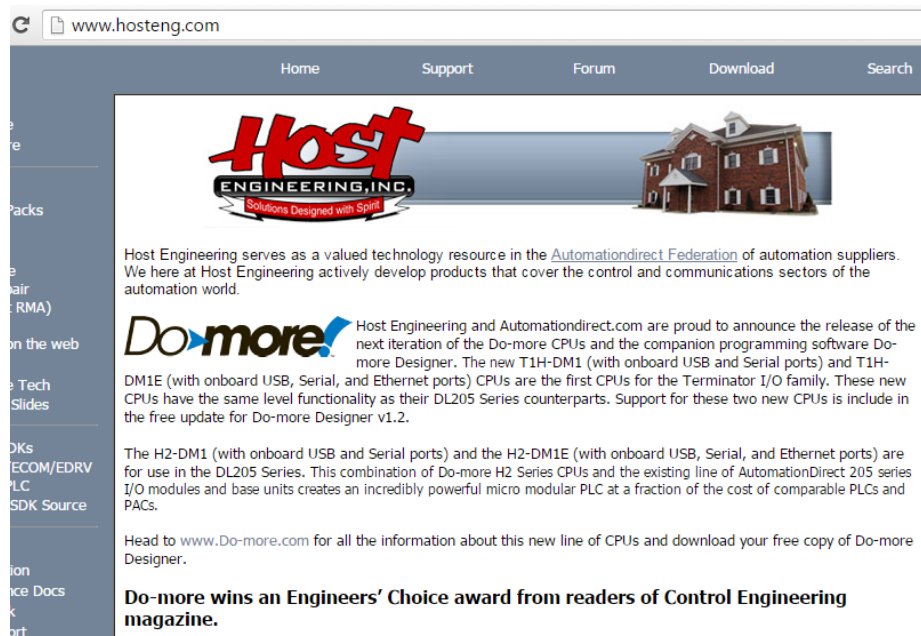 www.hosteng.com
Home Support Forum Download Search
Packs
RMA)
on the web
Tech
Slides
ECOM/EDRV
PLC
SDK Source
Docs
HOST
ENGINEERING, INC.
Solutions Designed with Spirit
Host Engineering serves as a valued technology resource in the Automationdirect Federation of automation suppliers.
We here at Host Engineering actively develop products that cover the control and communications sectors of the
automation world.
Do-more!
Host Engineering and Automationdirect.com are proud to announce the release of the
next iteration of the Do-more CPUs and the companion programming software Do-
more Designer. The new T1H-DM1 (with onboard USB and Serial ports) and T1H-
DM1E (with onboard USB, Serial, and Ethernet ports) CPUs are the first CPUs for the Terminator I/O family. These new
CPUs have the same level functionality as their DL205 Series counterparts. Support for these two new CPUs is include in
the free update for Do-more Designer v1.2.
The H2-DM1 (with onboard USB and Serial ports) and the H2-DM1E (with onboard USB, Serial, and Ethernet ports) are
for use in the DL205 Series. This combination of Do-more H2 Series CPUs and the existing line of AutomationDirect 205 series
I/O modules and base units creates an incredibly powerful micro modular PLC at a fraction of the cost of comparable PLCs and
PACs.
Head to www.Do-more.com for all the information about this new line of CPUs and download your free copy of Do-more
Designer.
Do-more wins an Engineers' Choice award from readers of Control Engineering
magazine.